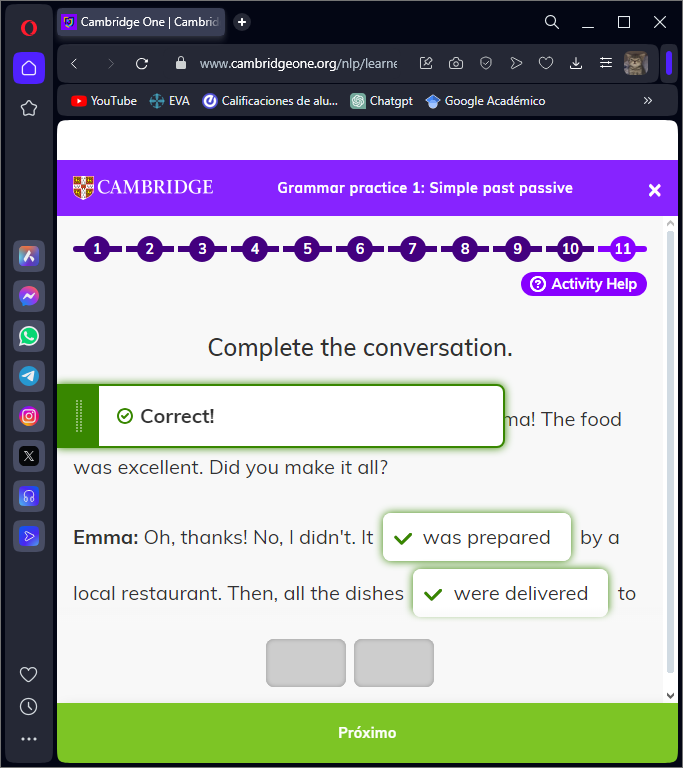 Cambridge One | Cambrid
www.cambridgeone.org/nlp/learne
YouTube EVA Calificaciones de alu... Chatgpt Google Académico »
CAMBRIDGE Grammar practice 1: Simple past passive
1 2 3 4 5 6 7 8 9 10 11
Activity Help
Complete the conversation.
Correct! ma! The food
was excellent. Did you make it all?
Emma: Oh, thanks! No, I didn't. It was prepared by a
local restaurant. Then, all the dishes were delivered to
Próximo